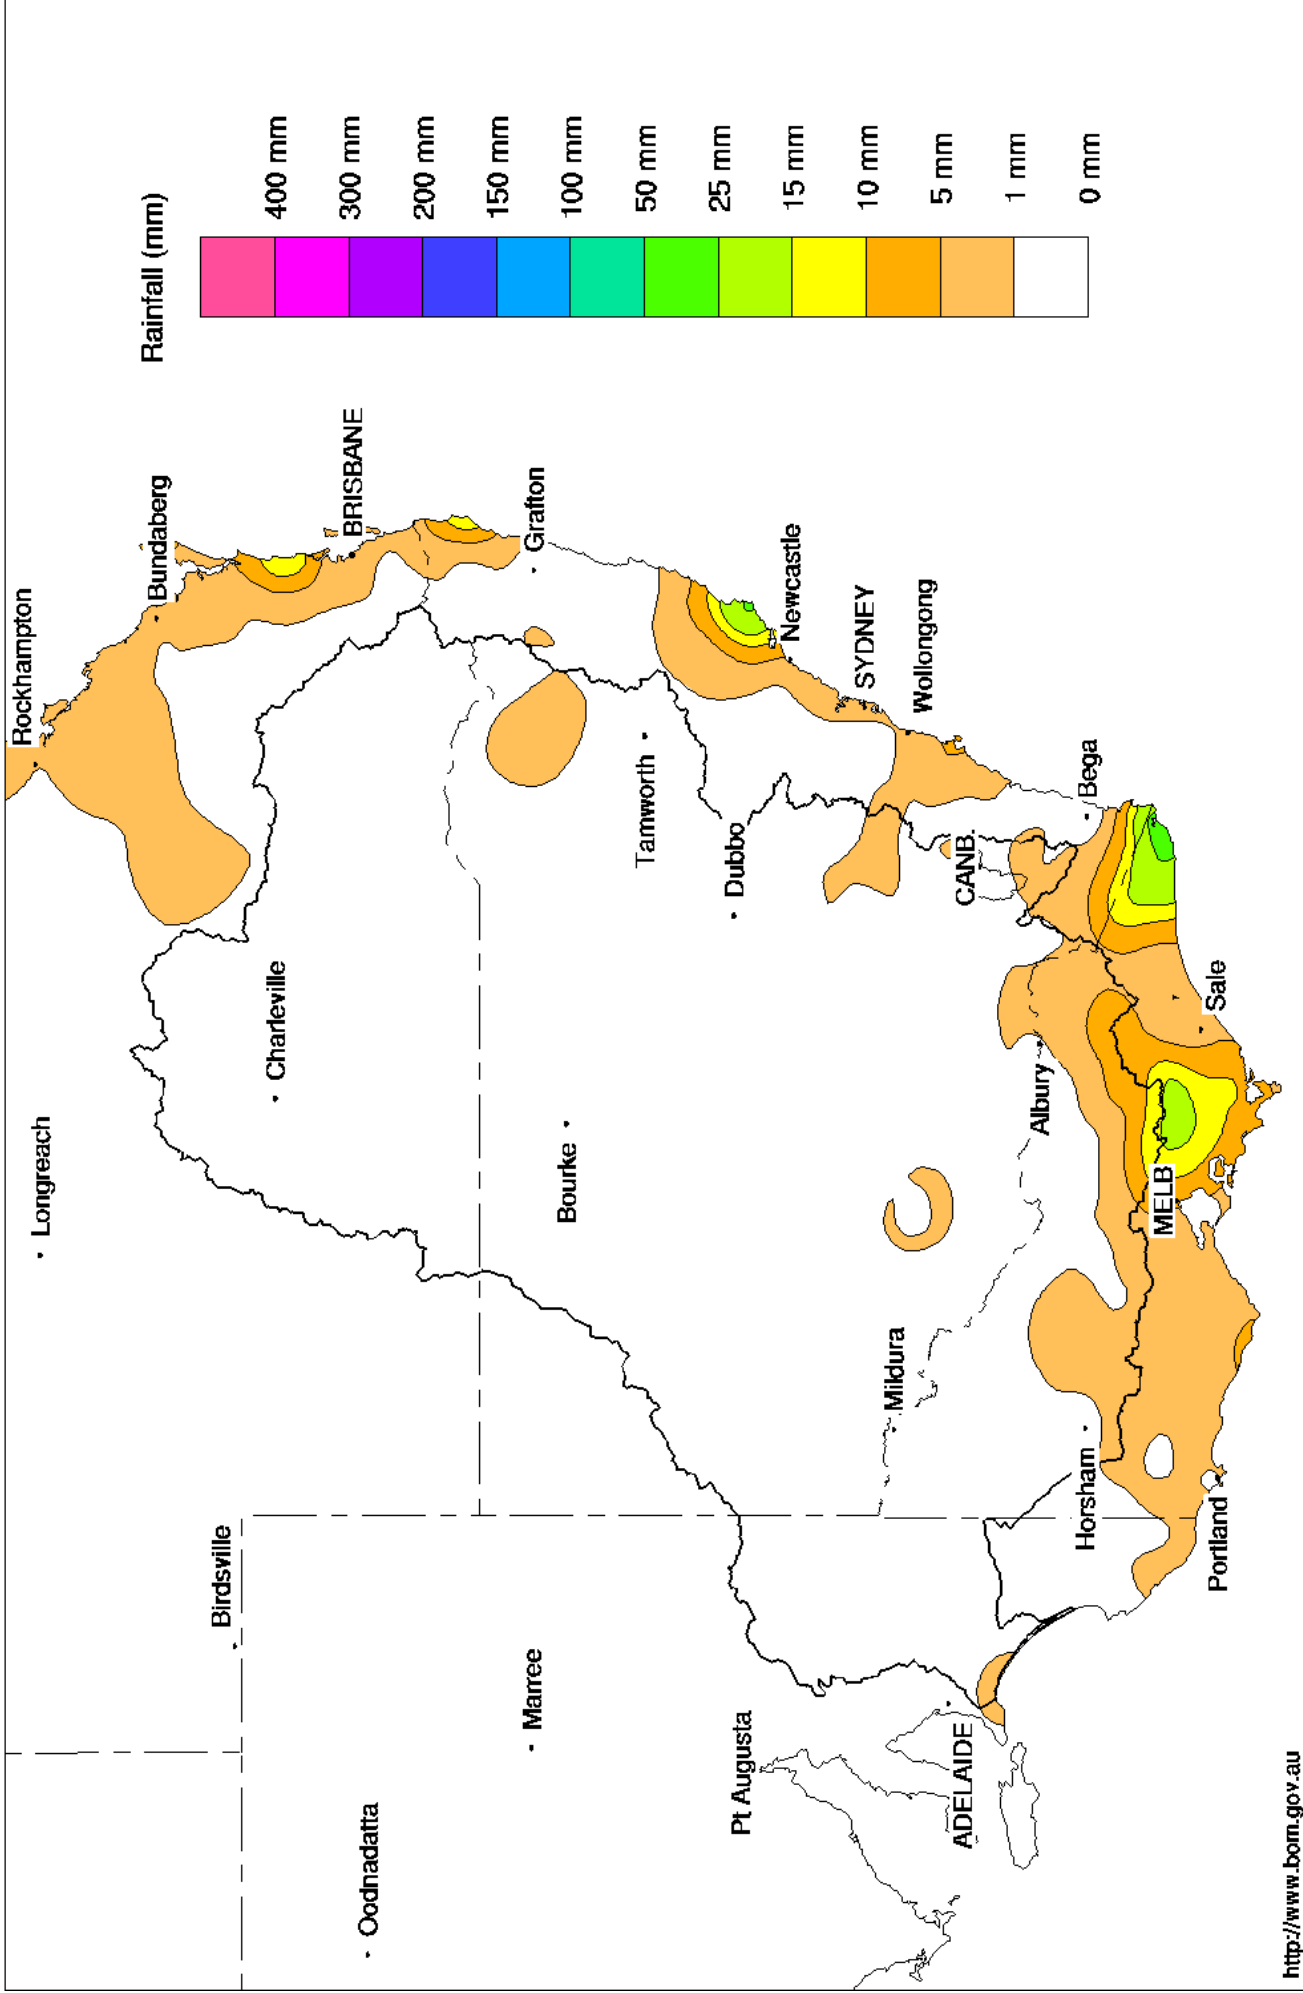 Rainfall (mm)
400 mm
300 mm
200 mm
150 mm
100 mm
50 mm
25 mm
15 mm
10 mm
5 mm
1 mm
0 mm
Rockhampton
Longreach
Bundaberg
Birdsville
Charleville
BRISBANE
Oodnadatta
Grafton
Marree
Bourke
Tamworth
Dubbo
Pt Augusta
Newcastle
SYDNEY
Mildura
Wollongong
ADELAIDE
CANB.
Albury
Horsham
Bega
MELB
Sale
Portland
http://www.bom.gov.au